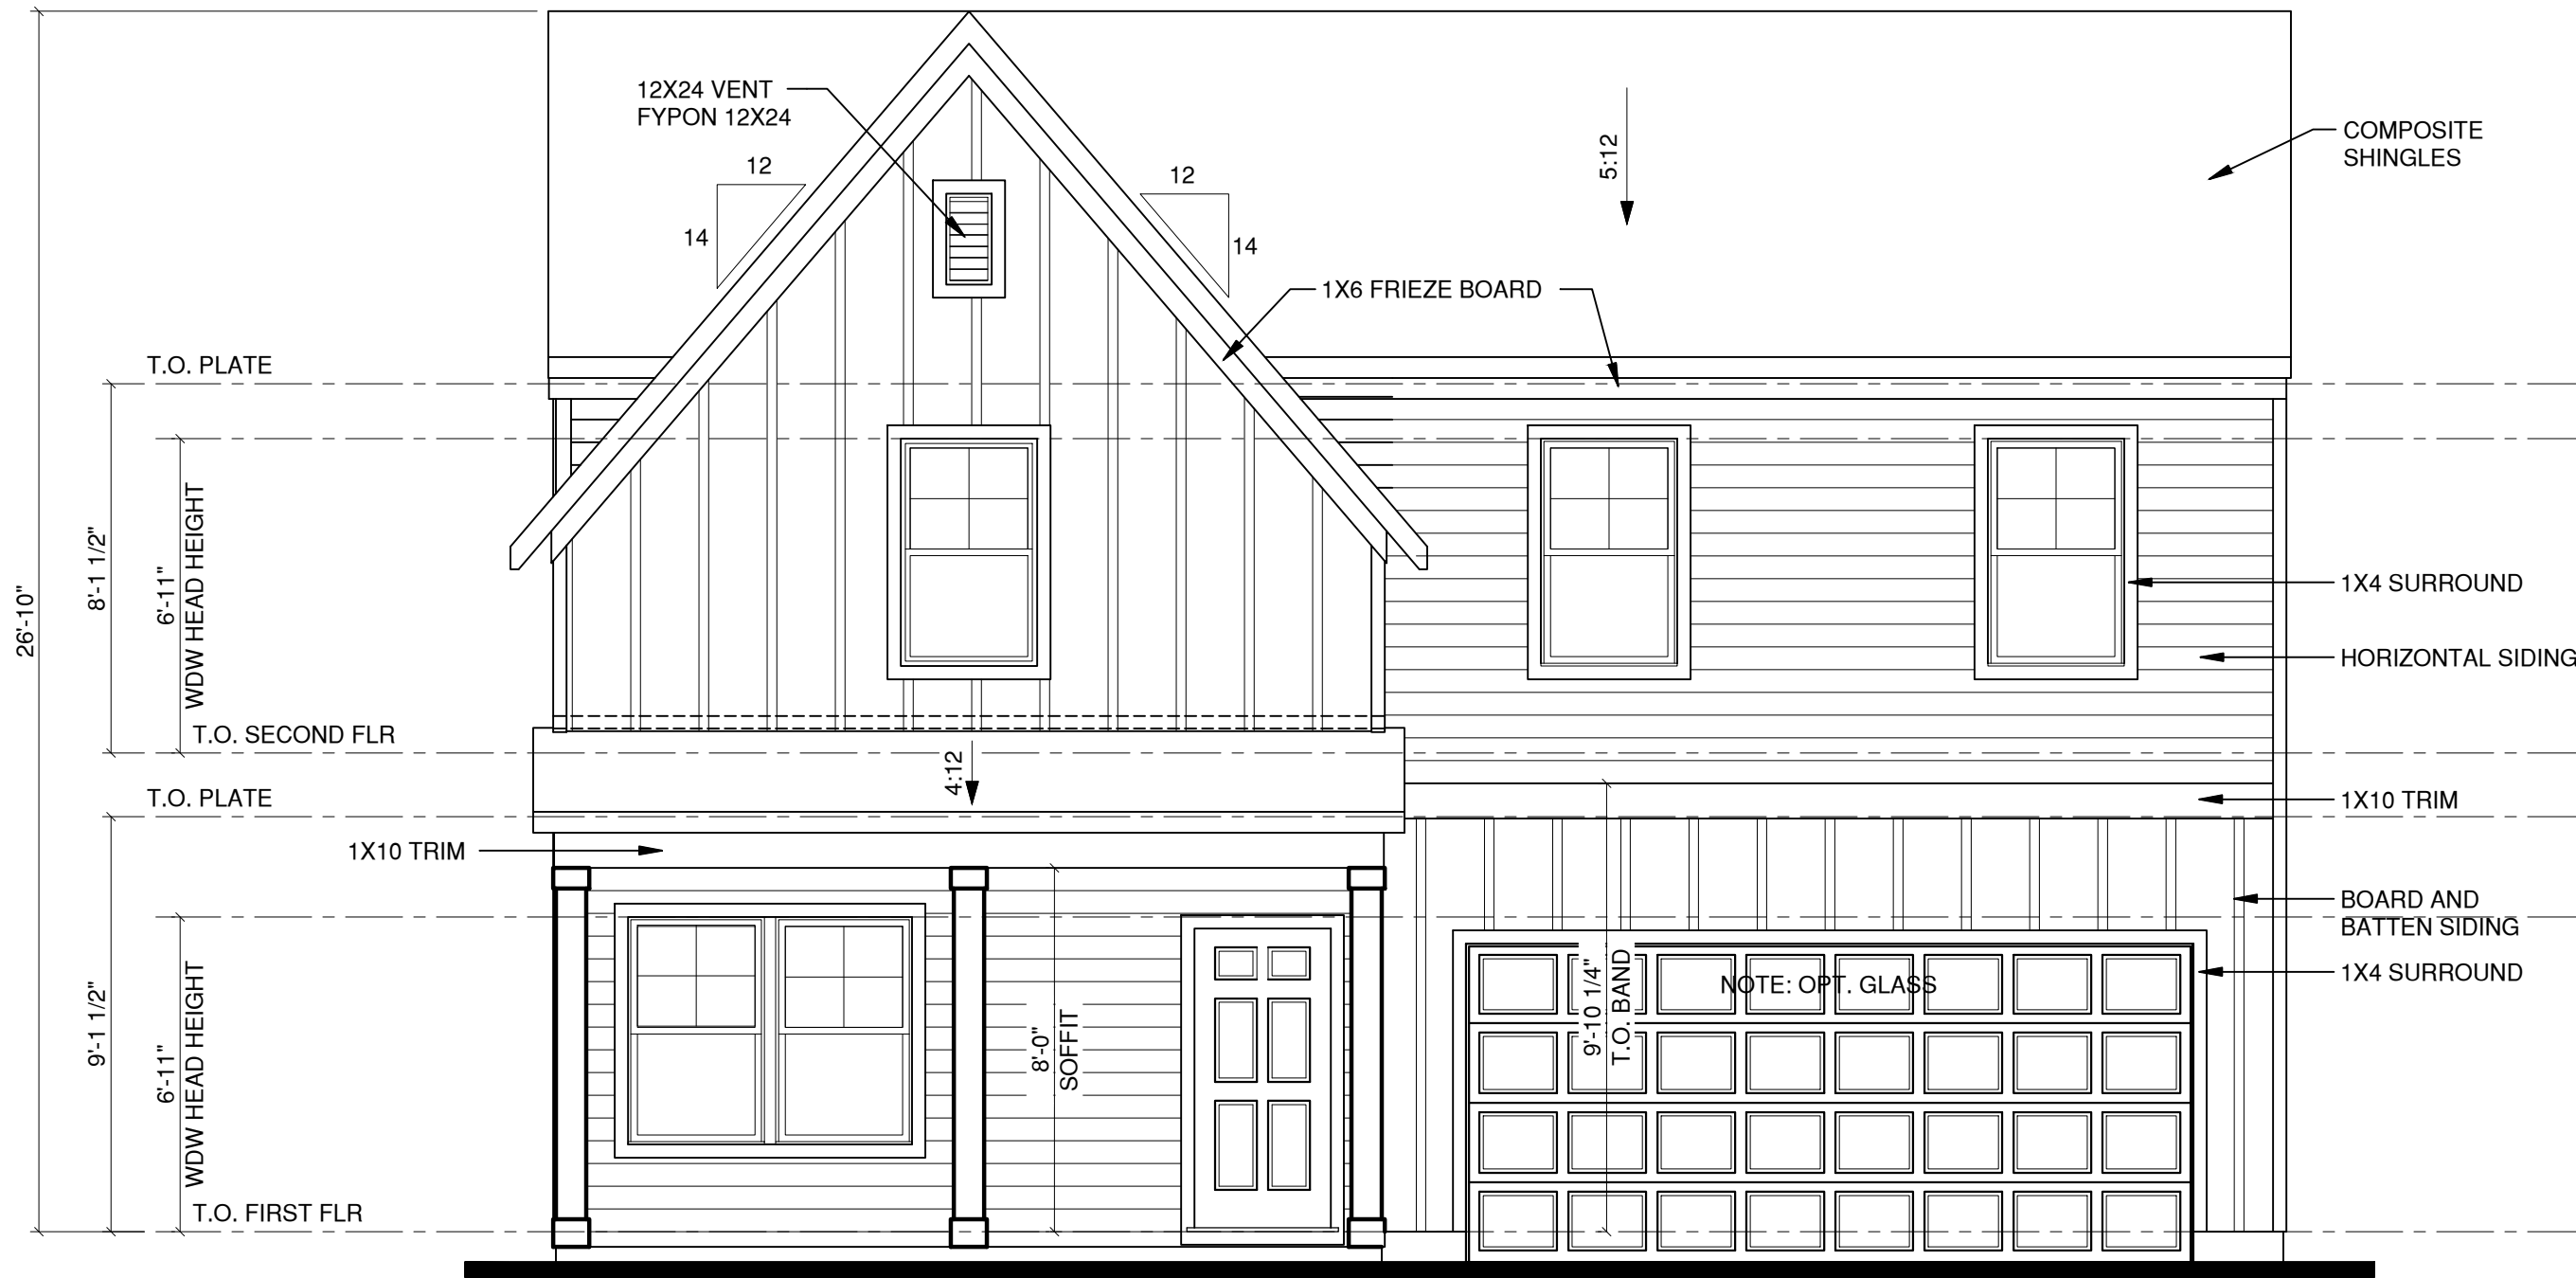 12X24 VENT
FYPON 12X24
12
14
12
14
5:12
COMPOSITE
SHINGLES
1X6 FRIEZE BOARD
T.O. PLATE
26'-10"
8'-1 1/2"
6'-11"
WDW HEAD HEIGHT
1X4 SURROUND
HORIZONTAL SIDING
T.O. SECOND FLR
4:12
T.O. PLATE
1X10 TRIM
1X10 TRIM
BOARD AND
BATTEN SIDING
1X4 SURROUND
NOTE: OPT. GLASS
9'-10 1/4"
T.O. BAND
8'-0"
SOFFIT
9'-1 1/2"
6'-11"
WDW HEAD HEIGHT
T.O. FIRST FLR